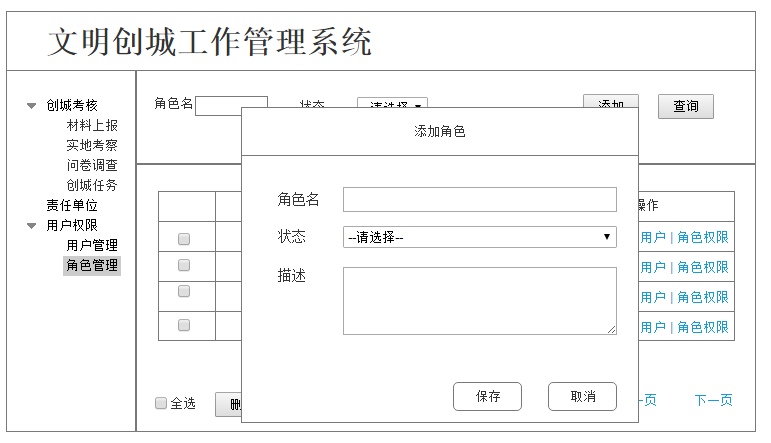 文明创城工作管理系统
创城考核
材料上报
实地考察
问卷调查
创城任务
责任单位
用户权限
用户管理
角色管理
角色名
状态
请选择
添加
查询
添加角色
角色名
状态
--请选择--
描述
保存
取消
操作
用户 | 角色权限
用户 | 角色权限
用户 | 角色权限
用户 | 角色权限
全选
一页
下一页